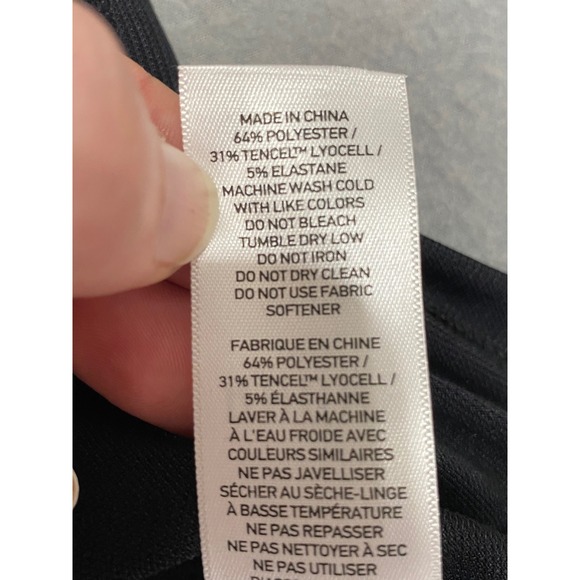 MADE IN CHINA
64% POLYESTER /
31% TENCEL™ LYOCELL /
5% ELASTANE
MACHINE WASH COLD
WITH LIKE COLORS
DO NOT BLEACH
TUMBLE DRY LOW
DO NOT IRON
DO NOT DRY CLEAN
DO NOT USE FABRIC
SOFTENER
FABRIQUE EN CHINE
64% POLYESTER /
31% TENCEL™ LYOCELL /
5% ÉLASTHANNE
LAVER À LA MACHINE
À L'EAU FROIDE AVEC
COULEURS SIMILAIRES
NE PAS JAVELLISER
SÉCHER AU SÈCHE-LINGE
À BASSE TEMPÉRATURE
NE PAS REPASSER
NE PAS NETTOYER À SEC
NE PAS UTILISER